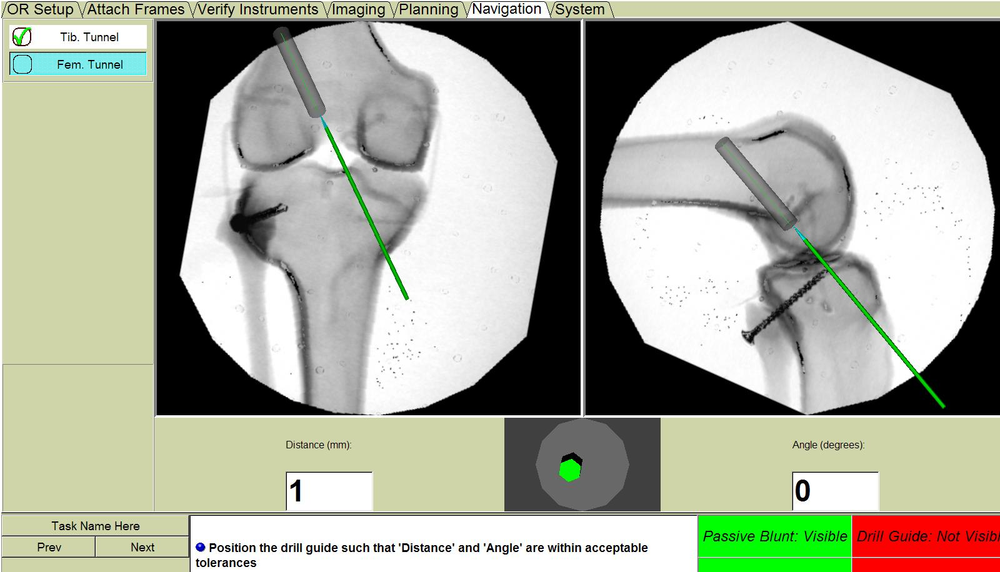 OR Setup Attach Frames Verify Instruments Imaging Planning Navigation System
Tib. Tunnel
Fem. Tunnel
Distance (mm):
Angle (degrees):
1
0
Task Name Here
Prev Next
Passive Blunt: Visible
Drill Guide: Not Visibl
Position the drill guide such that 'Distance' and 'Angle' are within acceptable
tolerances